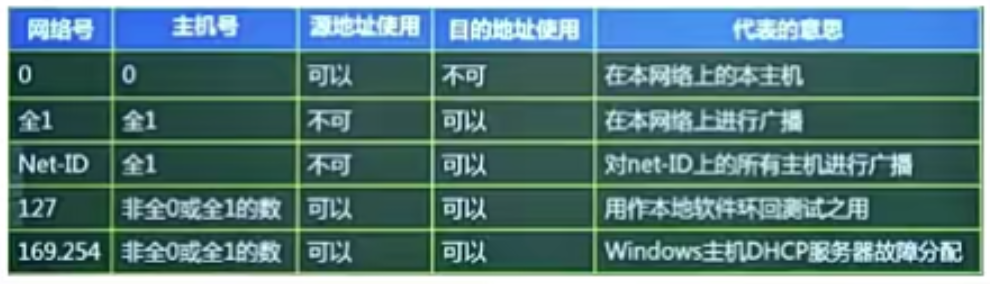 网络号 主机号 源地址使用 目的地址使用 代表的意思
0 0 可以 不可 在本网络上的本主机
全1 全1 不可 可以 在本网络上进行广播
Net-ID 全1 不可 可以 对net-ID上的所有主机进行广播
127 非全0或全1的数 可以 可以 用作本地软件环回测试之用
169.254 非全0或全1的数 可以 可以 Windows主机DHCP服务器故障分配